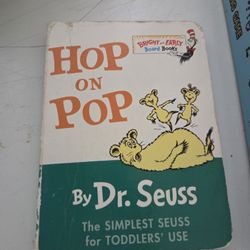 BRIGHT and EARLY
Board Books
HOP
ON
POP
By Dr. Seuss
The SIMPLEST SEUSS
for TODDLERS' USE